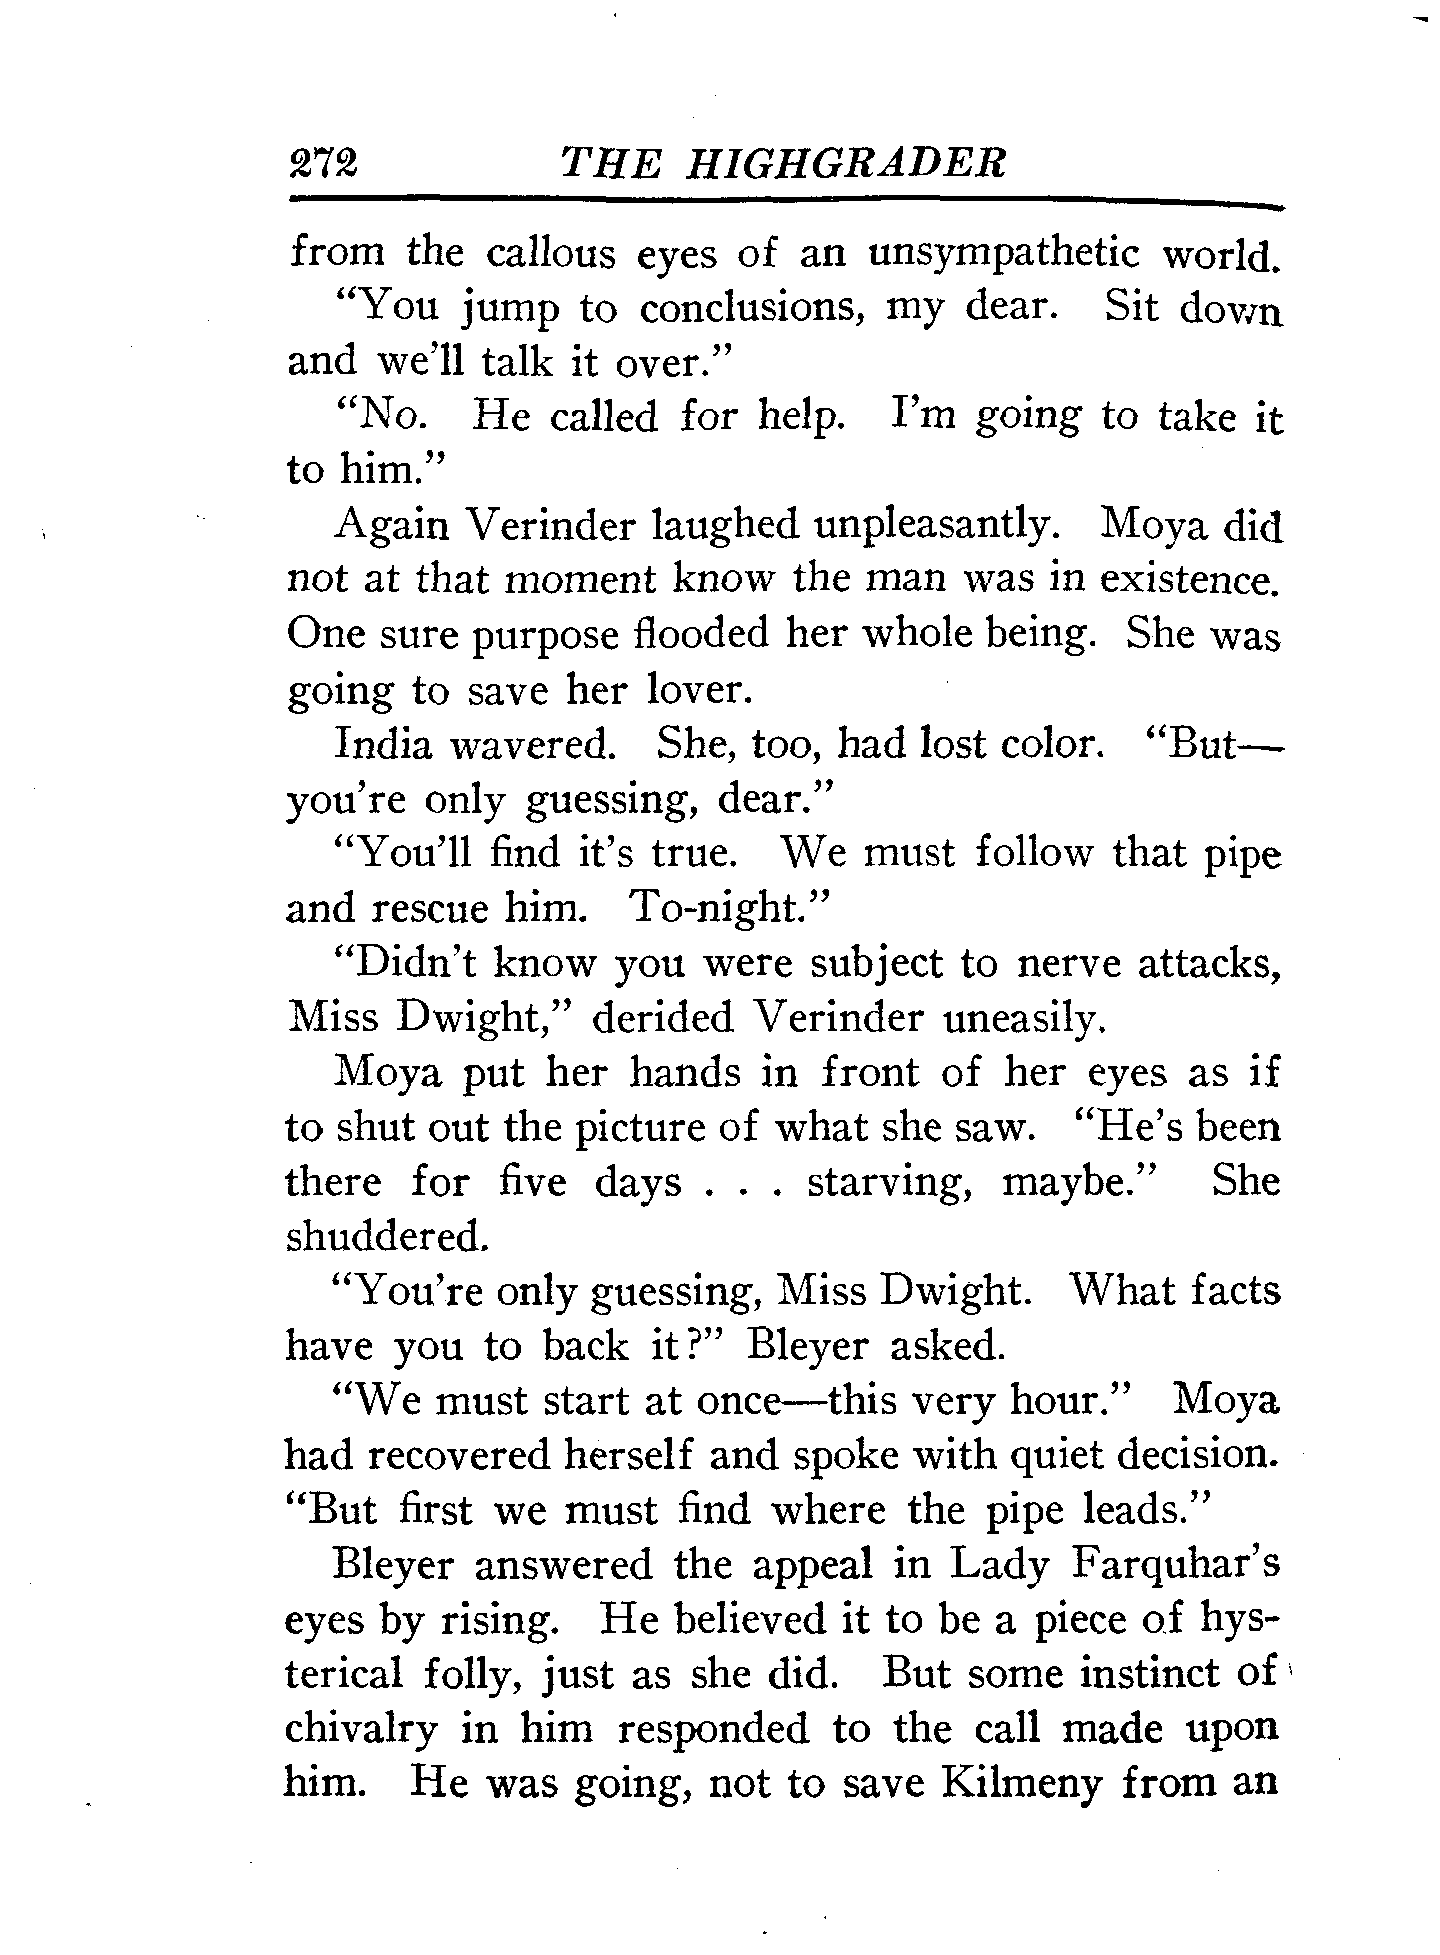 272 THE HIGHGRADER
from the callous eyes of an unsympathetic world.
“You jump to conclusions, my dear. Sit down
and we'll talk it over.”
“No. He called for help. I'm going to take it
to him.”
Again Verinder laughed unpleasantly. Moya did
not at that moment know the man was in existence.
One sure purpose flooded her whole being. She was
going to save her lover.
India wavered. She, too, had lost color. “But—
you're only guessing, dear.”
“You'll find it's true. We must follow that pipe
and rescue him. To-night.”
“Didn't know you were subject to nerve attacks,
Miss Dwight,” derided Verinder uneasily.
Moya put her hands in front of her eyes as if
to shut out the picture of what she saw. “He's been
there for five days . . . starving, maybe.” She
shuddered.
“You're only guessing, Miss Dwight. What facts
have you to back it?” Bleyer asked.
“We must start at once—this very hour.” Moya
had recovered herself and spoke with quiet decision.
“But first we must find where the pipe leads.”
Bleyer answered the appeal in Lady Farquhar's
eyes by rising. He believed it to be a piece of hys-
terical folly, just as she did. But some instinct of
chivalry in him responded to the call made upon
him. He was going, not to save Kilmeny from an